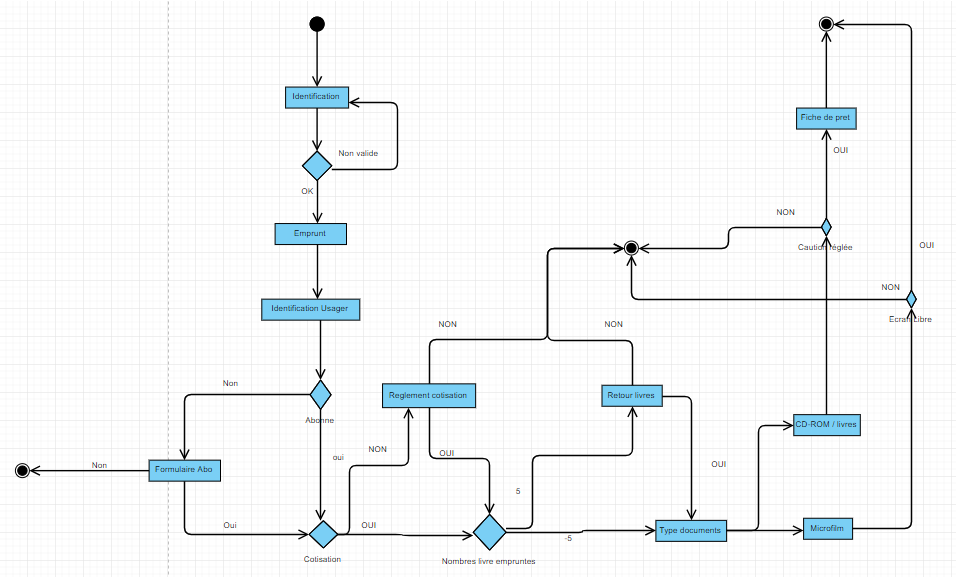 Identification
Non valide
OK
Emprunt
Identification Usager
Non
Abonne
oui
Formulaire Abo
Non
Oui
Cotisation
NON
OUI
Reglement cotisation
NON
OUI
Nombres livre empruntes
5
-5
NON
Retour livres
OUI
Type documents
CD-ROM / livres
Microfilm
Fiche de pret
OUI
NON
Caution réglée
OUI
NON
Ecran Libre